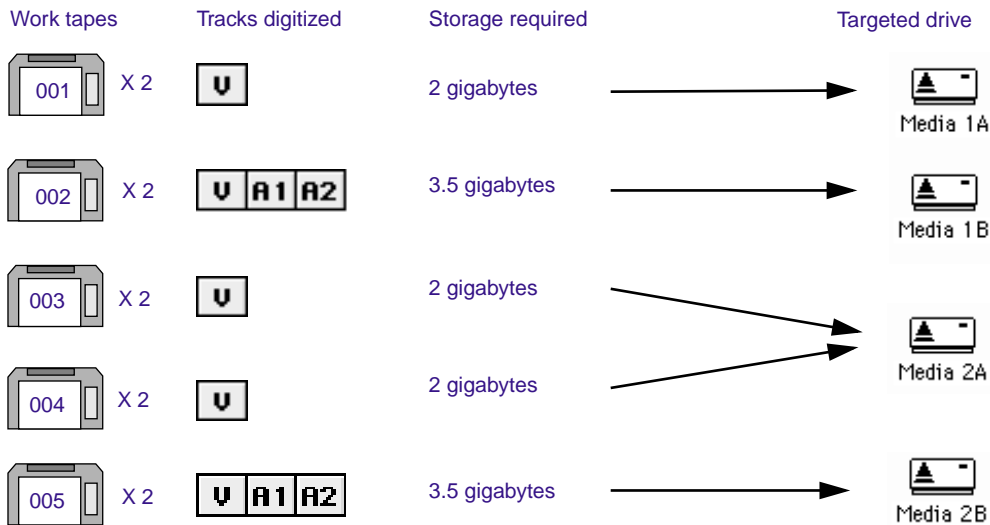 Work tapes Tracks digitized Storage required Targeted drive
001 X 2 V 2 gigabytes Media 1A
002 X 2 V A1 A2 3.5 gigabytes Media 1B
003 X 2 V 2 gigabytes
Media 2A
004 X 2 V 2 gigabytes
005 X 2 V A1 A2 3.5 gigabytes Media 2B